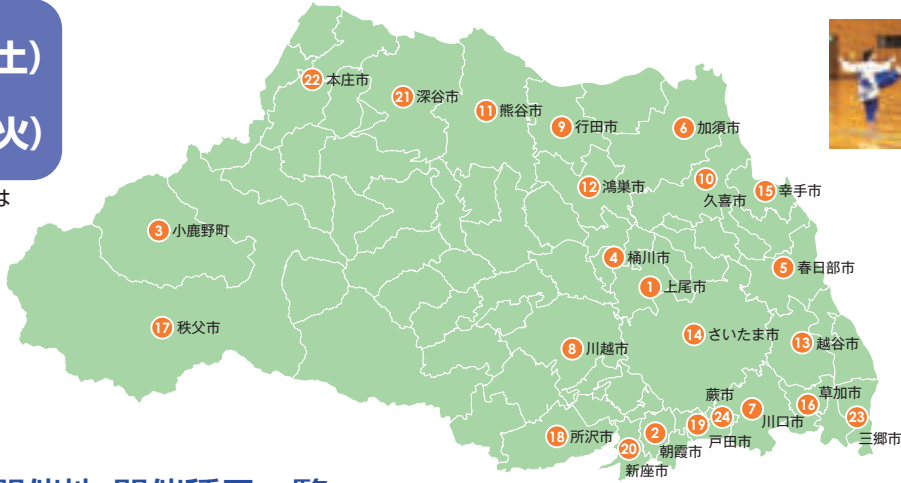 土)
火)
は
22 本庄市
21 深谷市
11 熊谷市
9 行田市
6 加須市
12 鴻巣市
10 久喜市
15 幸手市
3 小鹿野町
4 桶川市
5 春日部市
1 上尾市
17 秩父市
14 さいたま市
13 越谷市
8 川越市
蕨市
24
7 川口市
草加市
16
23 三郷市
18 所沢市
2 朝霞市
19 戸田市
20 新座市